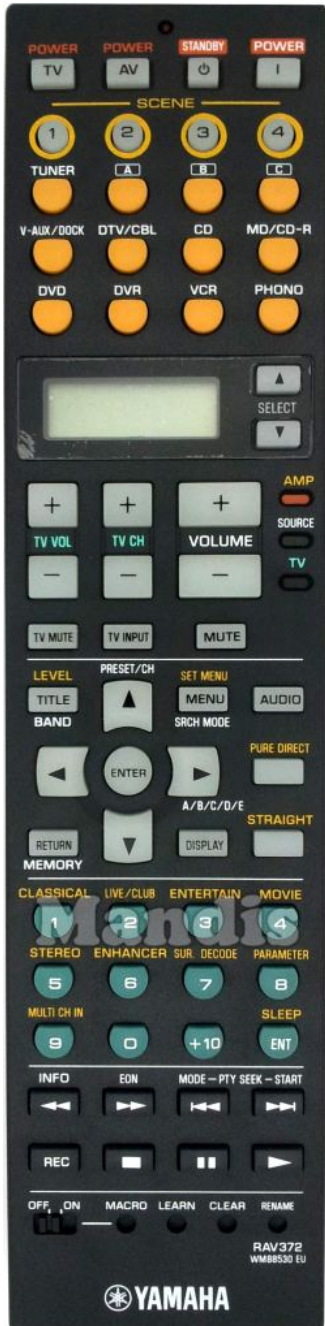 POWER POWER STANDBY POWER
TV AV I
SCENE
1 2 3 4
TUNER A B C
V-AUX/DOCK DTV/CBL CD MD/CD-R
DVD DVR VCR PHONO
SELECT
AMP
SOURCE
TV VOL TV CH VOLUME
TV
TV MUTE TV INPUT MUTE
PRESET/CH
LEVEL SET MENU
TITLE MENU AUDIO
BAND SRCH MODE
PURE DIRECT
ENTER
A/B/C/D/E
STRAIGHT
RETURN DISPLAY
MEMORY
CLASSICAL LIVE/CLUB ENTERTAIN MOVIE
1 2 3 4
Mandis
STEREO ENHANCER SUR. DECODE PARAMETER
5 6 7 8
MULTI CH IN SLEEP
9 0 +10 ENT
INFO EON MODE – PTY SEEK – START
REC
OFF ON MACRO LEARN CLEAR RENAME
RAV372
WM88530 EU
YAMAHA